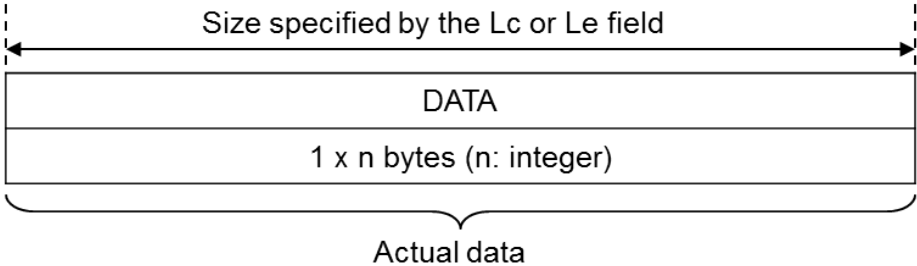 Size specified by the Lc or Le field
DATA
1 x n bytes (n: integer)
Actual data